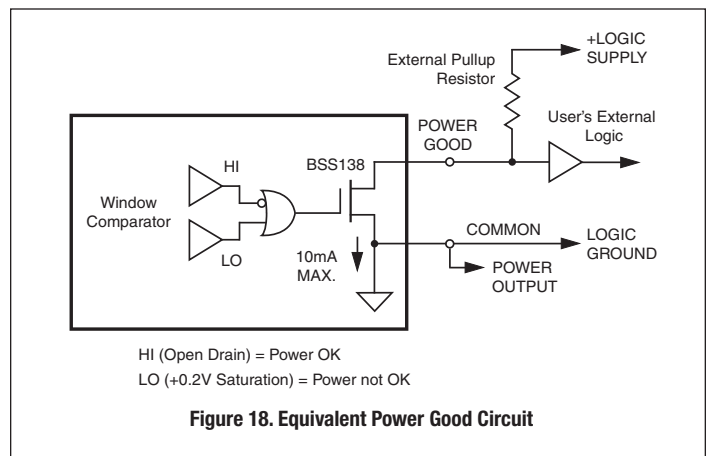 +LOGIC
SUPPLY
External Pullup
Resistor
User's External
Logic
POWER
GOOD
BSS138
HI
Window
Comparator
LO
10mA
MAX.
COMMON
LOGIC
GROUND
POWER
OUTPUT
HI (Open Drain) = Power OK
LO (+0.2V Saturation) = Power not OK
Figure 18. Equivalent Power Good Circuit